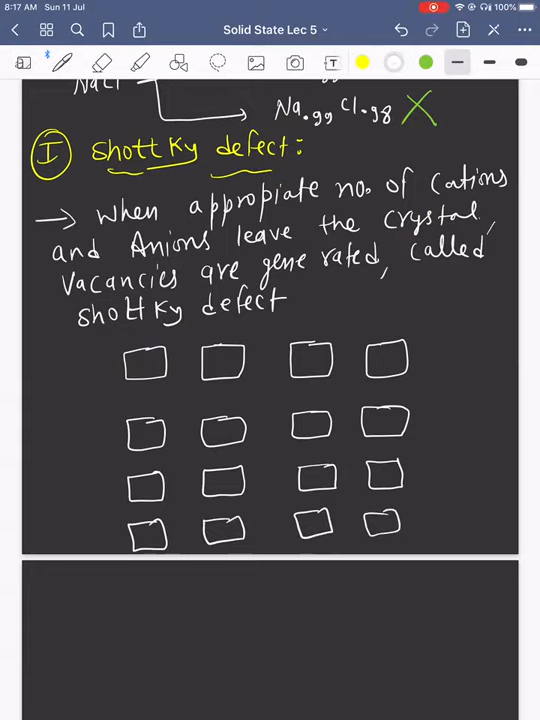 8:17 AM Sun 11 Jul
100%
Solid State Lec 5
T
NaCl
Na.99 Cl.98 X
I Shottky defect:
→ When appropiate no. of Cations
and Anions leave the crystal,
Vacancies are generated, called
shottky defect